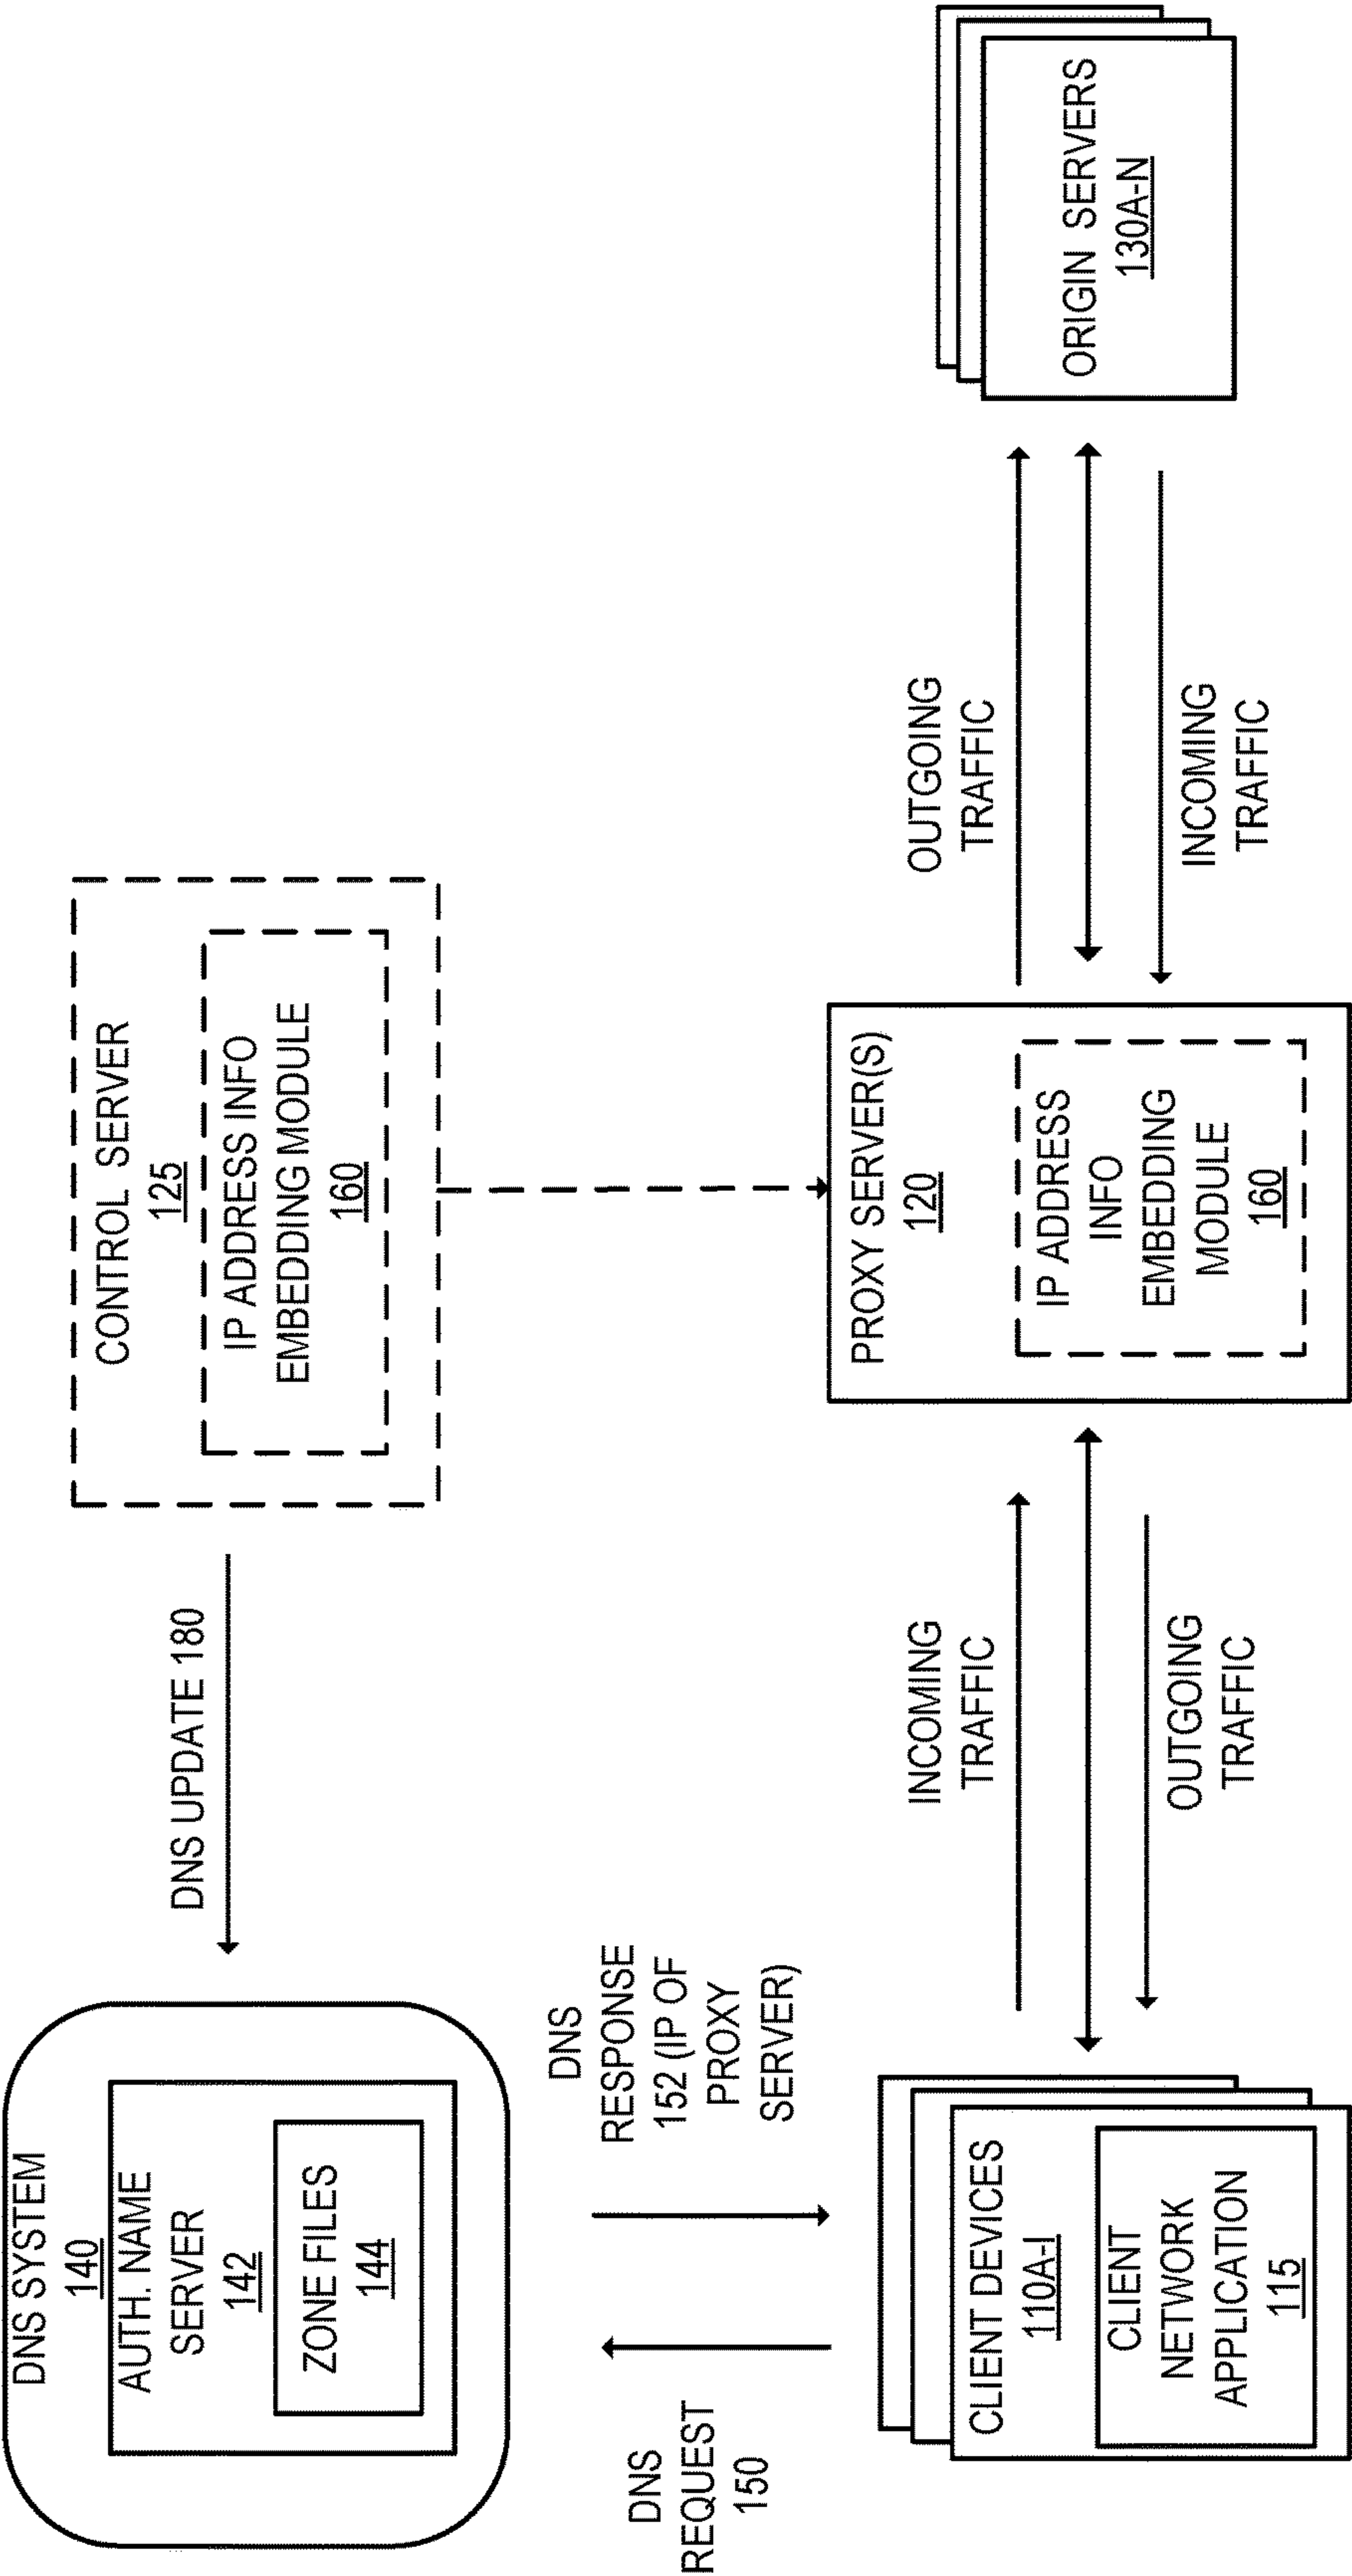 DNS SYSTEM
140
AUTH. NAME
SERVER
142
ZONE FILES
144
DNS UPDATE 180
CONTROL SERVER
125
IP ADDRESS INFO
EMBEDDING MODULE
160
DNS
REQUEST
150
DNS
RESPONSE
152 (IP OF
PROXY
SERVER)
CLIENT DEVICES
110A-I
CLIENT
NETWORK
APPLICATION
115
INCOMING
TRAFFIC
OUTGOING
TRAFFIC
PROXY SERVER(S)
120
IP ADDRESS
INFO
EMBEDDING
MODULE
160
OUTGOING
TRAFFIC
INCOMING
TRAFFIC
ORIGIN SERVERS
130A-N